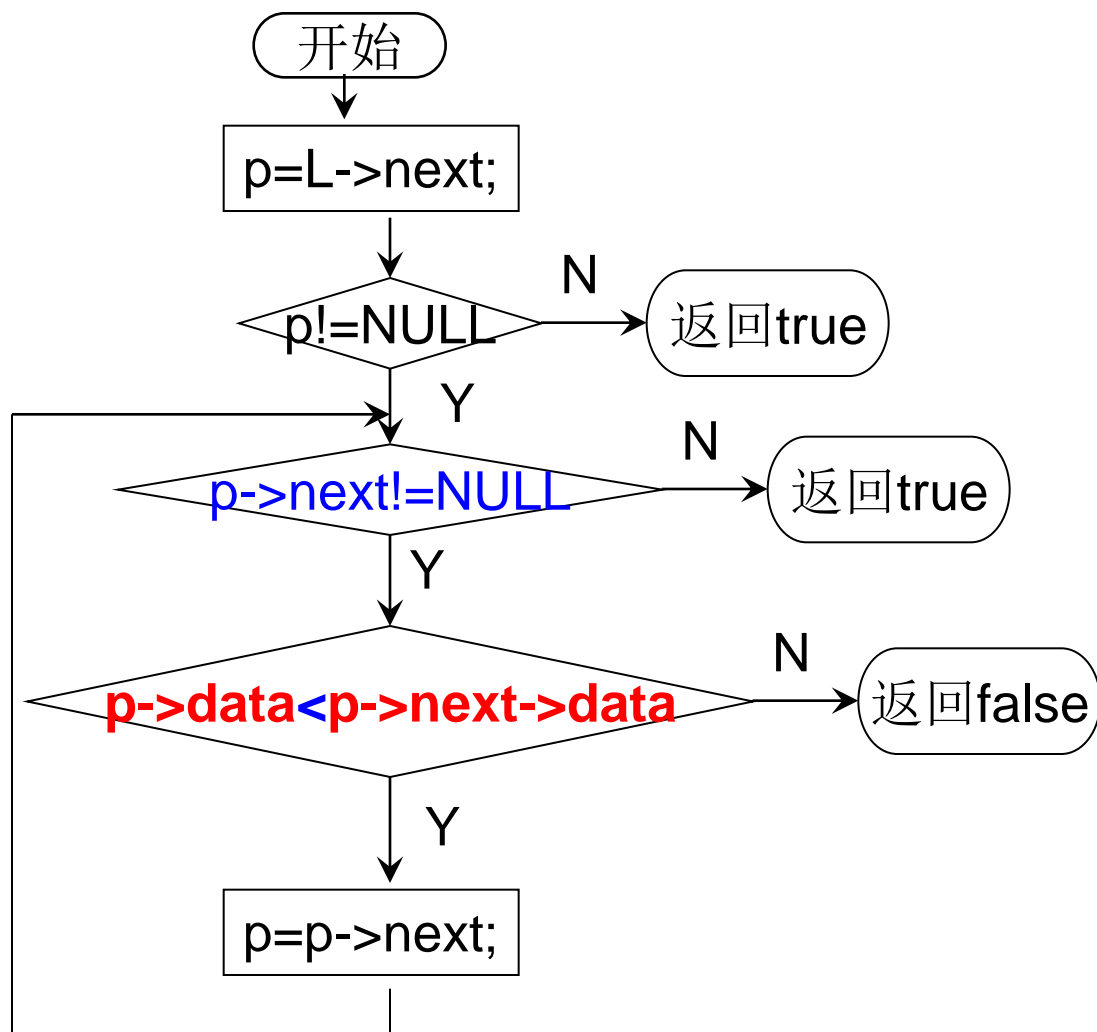 开始
p=L->next;
N
p!=NULL
返回true
Y
N
p->next!=NULL
返回true
Y
N
p->data<p->next->data
返回false
Y
p=p->next;